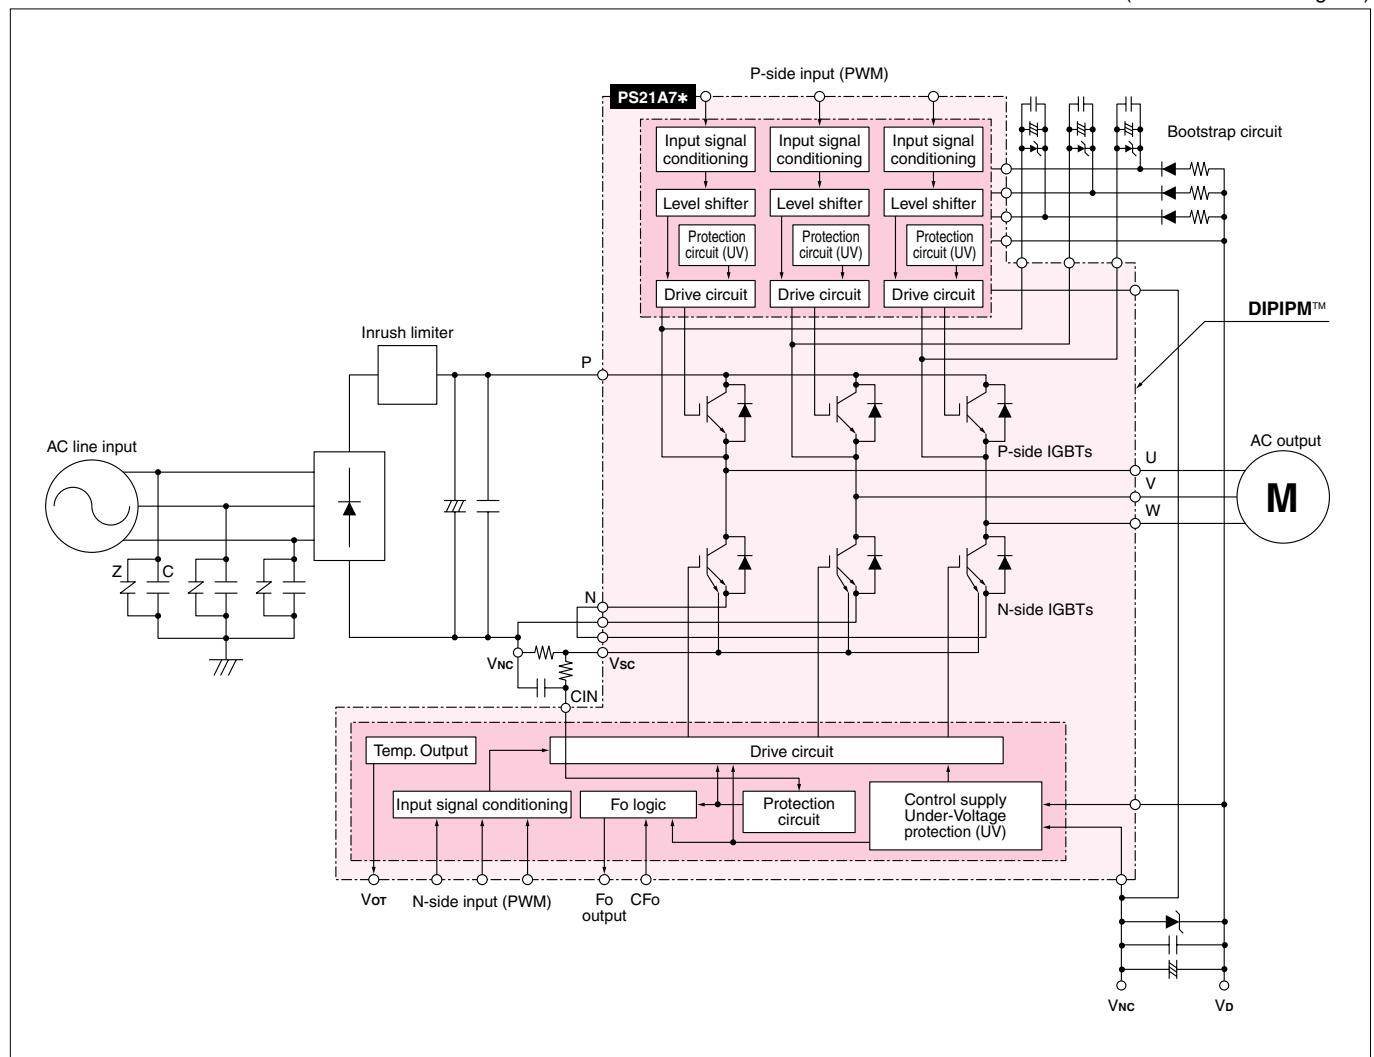 P-side input (PWM)
PS21A7*
Input signal
conditioning
Input signal
conditioning
Input signal
conditioning
Bootstrap circuit
Level shifter
Level shifter
Level shifter
Protection
circuit (UV)
Protection
circuit (UV)
Protection
circuit (UV)
Drive circuit
Drive circuit
Drive circuit
DIPIPM™
Inrush limiter
P
AC line input
P-side IGBTs
AC output
U
V
W
M
Z
C
N
N-side IGBTs
VNC
VSC
CIN
Temp. Output
Drive circuit
Input signal conditioning
Fo logic
Protection
circuit
Control supply
Under-Voltage
protection (UV)
VOT
N-side input (PWM)
Fo
output
CFO
VNC
VD